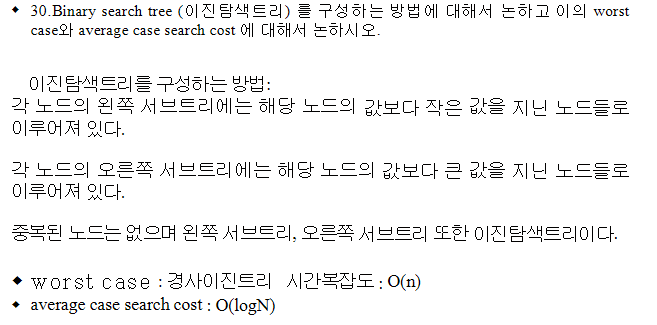 ◆ 30.Binary search tree (이진탐색트리) 를 구성하는 방법에 대해서 논하고 이의 worst
case와 average case search cost 에 대해서 논하시오.
이진탐색트리를 구성하는 방법:
각 노드의 왼쪽 서브트리에는 해당 노드의 값보다 작은 값을 지닌 노드들로
이루어져 있다.
각 노드의 오른쪽 서브트리에는 해당 노드의 값보다 큰 값을 지닌 노드들로
이루어져 있다.
중복된 노드는 없으며 왼쪽 서브트리, 오른쪽 서브트리 또한 이진탐색트리이다.
◆ worst case : 경사이진트리 시간복잡도 : O(n)
◆ average case search cost : O(logN)